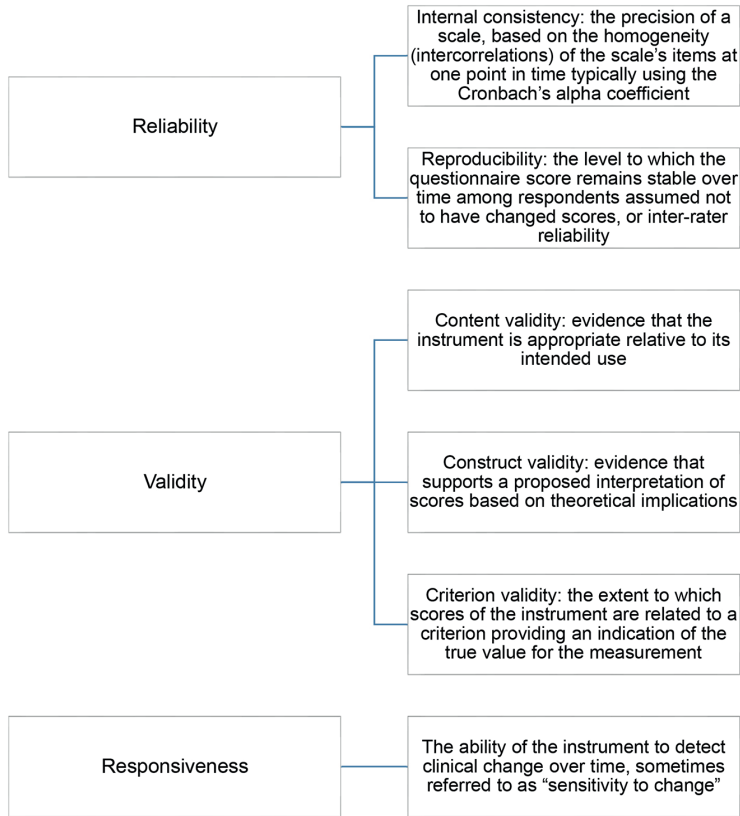 Reliability
Internal consistency: the precision of a
scale, based on the homogeneity
(intercorrelations) of the scale's items at
one point in time typically using the
Cronbach's alpha coefficient
Reproducibility: the level to which the
questionnaire score remains stable over
time among respondents assumed not
to have changed scores, or inter-rater
reliability
Validity
Content validity: evidence that the
instrument is appropriate relative to its
intended use
Construct validity: evidence that
supports a proposed interpretation of
scores based on theoretical implications
Criterion validity: the extent to which
scores of the instrument are related to a
criterion providing an indication of the
true value for the measurement
Responsiveness
The ability of the instrument to detect
clinical change over time, sometimes
referred to as “sensitivity to change”